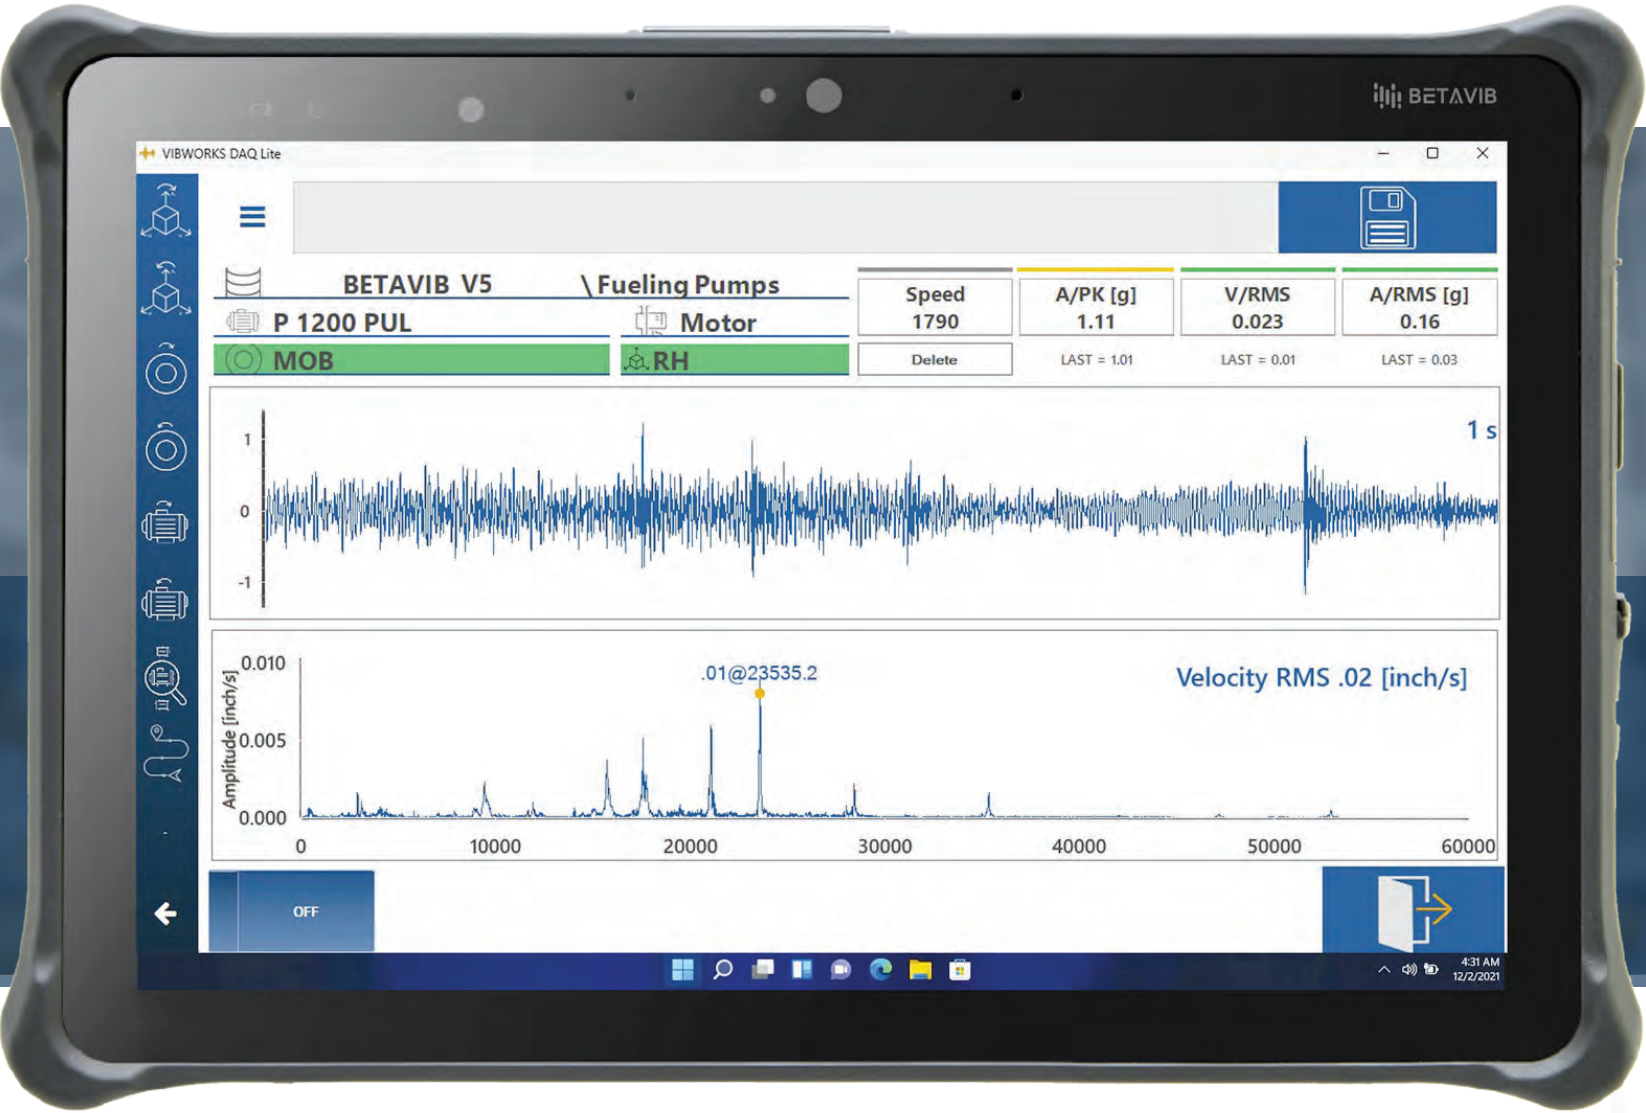 BETAVIB
VIBWORKS DAQ Lite
BETAVIB V5 \ Fueling Pumps
P 1200 PUL Motor
MOB RH
Speed
1790
Delete
A/PK [g]
1.11
LAST = 1.01
V/RMS
0.023
LAST = 0.01
A/RMS [g]
0.16
LAST = 0.03
1 s
1
0
-1
.01@23535.2
Velocity RMS .02 [inch/s]
Amplitude [inch/s]
0.010
0.005
0.000
0 10000 20000 30000 40000 50000 60000
OFF
4:31 AM
12/2/2021